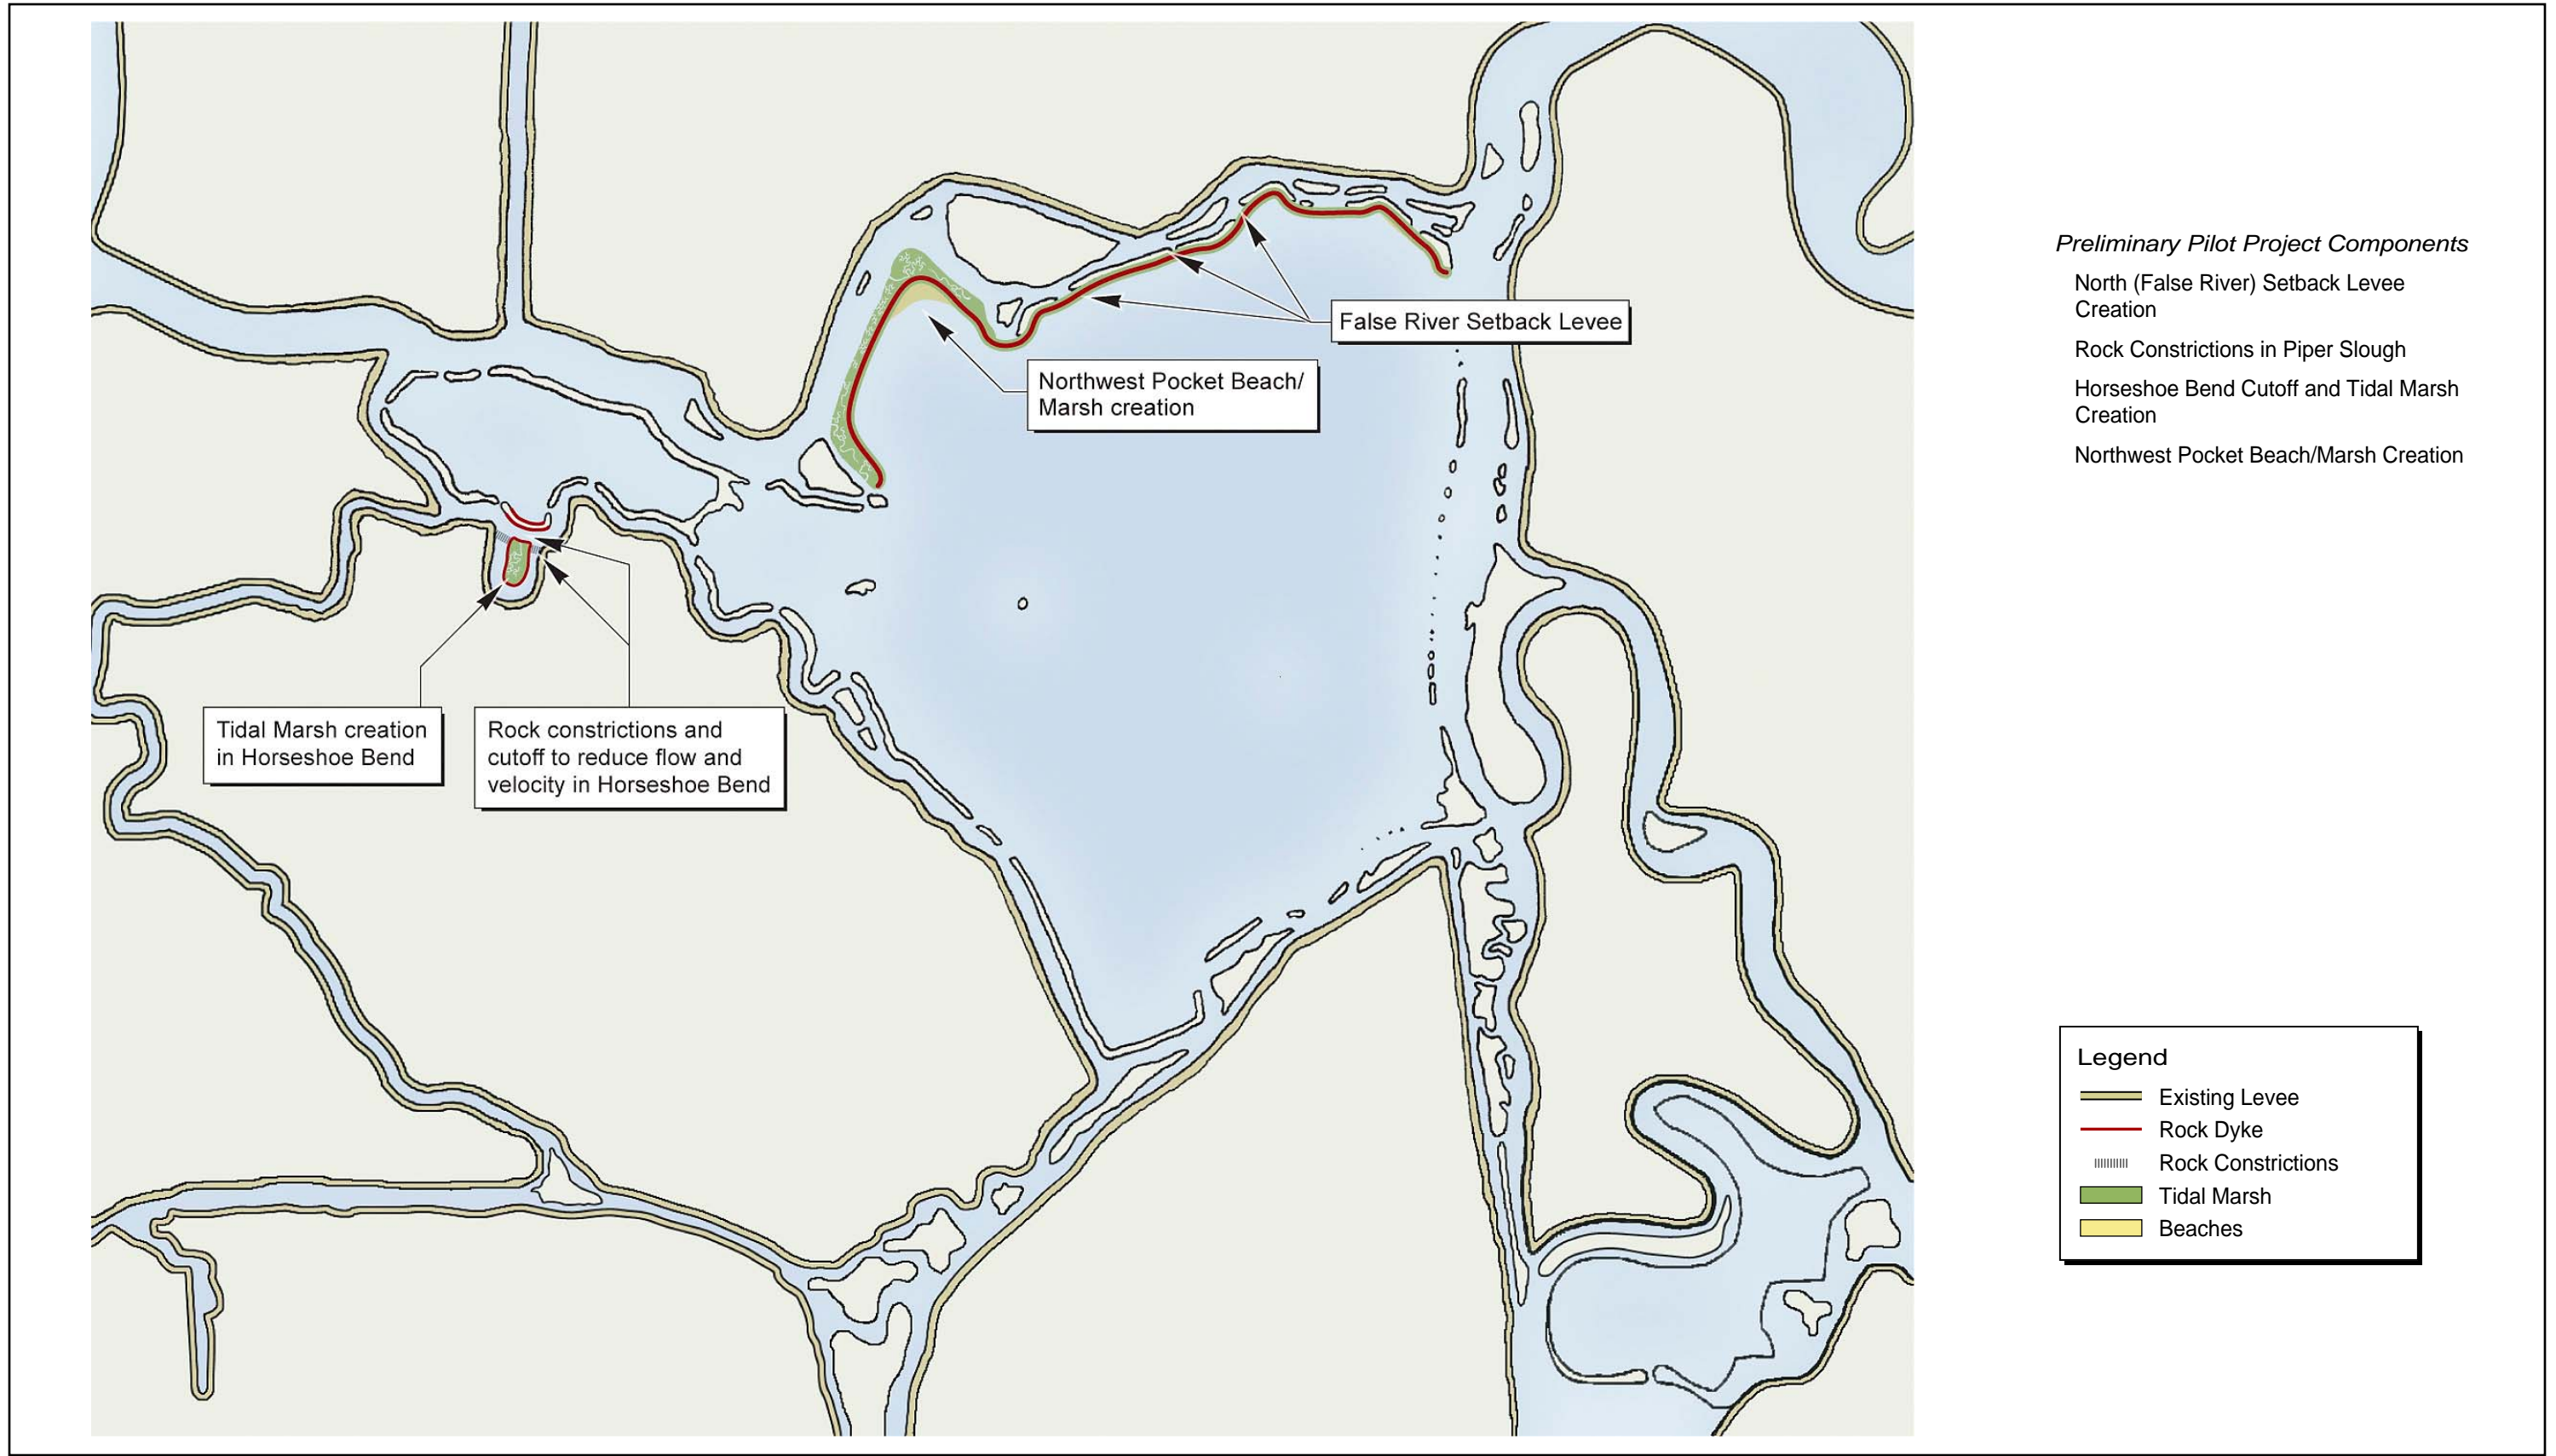 False River Setback Levee
Northwest Pocket Beach/
Marsh creation
Tidal Marsh creation
in Horseshoe Bend
Rock constrictions and
cutoff to reduce flow and
velocity in Horseshoe Bend
Preliminary Pilot Project Components
North (False River) Setback Levee
Creation
Rock Constrictions in Piper Slough
Horseshoe Bend Cutoff and Tidal Marsh
Creation
Northwest Pocket Beach/Marsh Creation
Legend
Existing Levee
Rock Dyke
Rock Constrictions
Tidal Marsh
Beaches